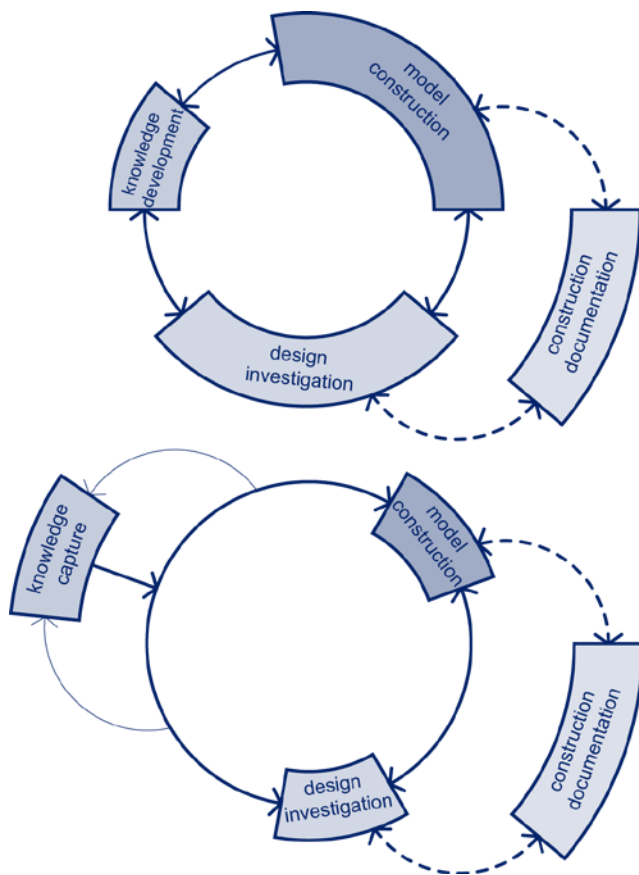 model
construction
knowledge
development
construction
documentation
design
investigation
model
construction
knowledge
capture
construction
documentation
design
investigation